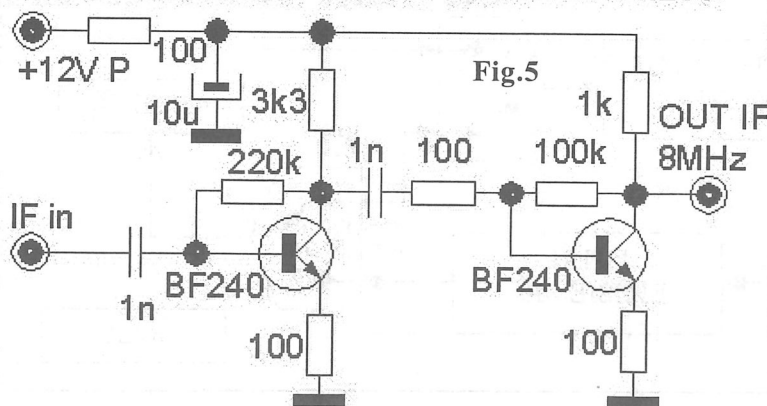 +12V P
100
10u
3k3
Fig.5
1k
OUT IF
8MHz
220k
1n
100
100k
IF in
1n
BF240
BF240
100
100